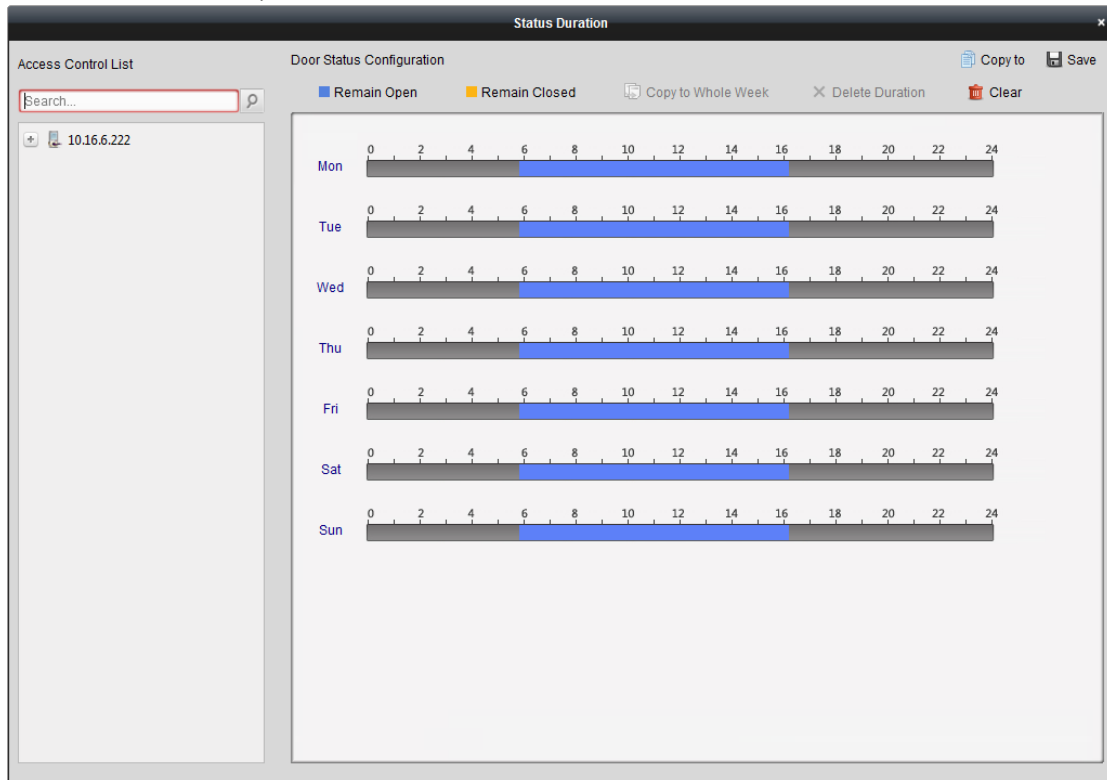 Status Duration
Access Control List
Door Status Configuration
Copy to
Save
Search...
Remain Open
Remain Closed
Copy to Whole Week
Delete Duration
Clear
10.16.6.222
0 2 4 6 8 10 12 14 16 18 20 22 24
Mon
0 2 4 6 8 10 12 14 16 18 20 22 24
Tue
0 2 4 6 8 10 12 14 16 18 20 22 24
Wed
0 2 4 6 8 10 12 14 16 18 20 22 24
Thu
0 2 4 6 8 10 12 14 16 18 20 22 24
Fri
0 2 4 6 8 10 12 14 16 18 20 22 24
Sat
0 2 4 6 8 10 12 14 16 18 20 22 24
Sun